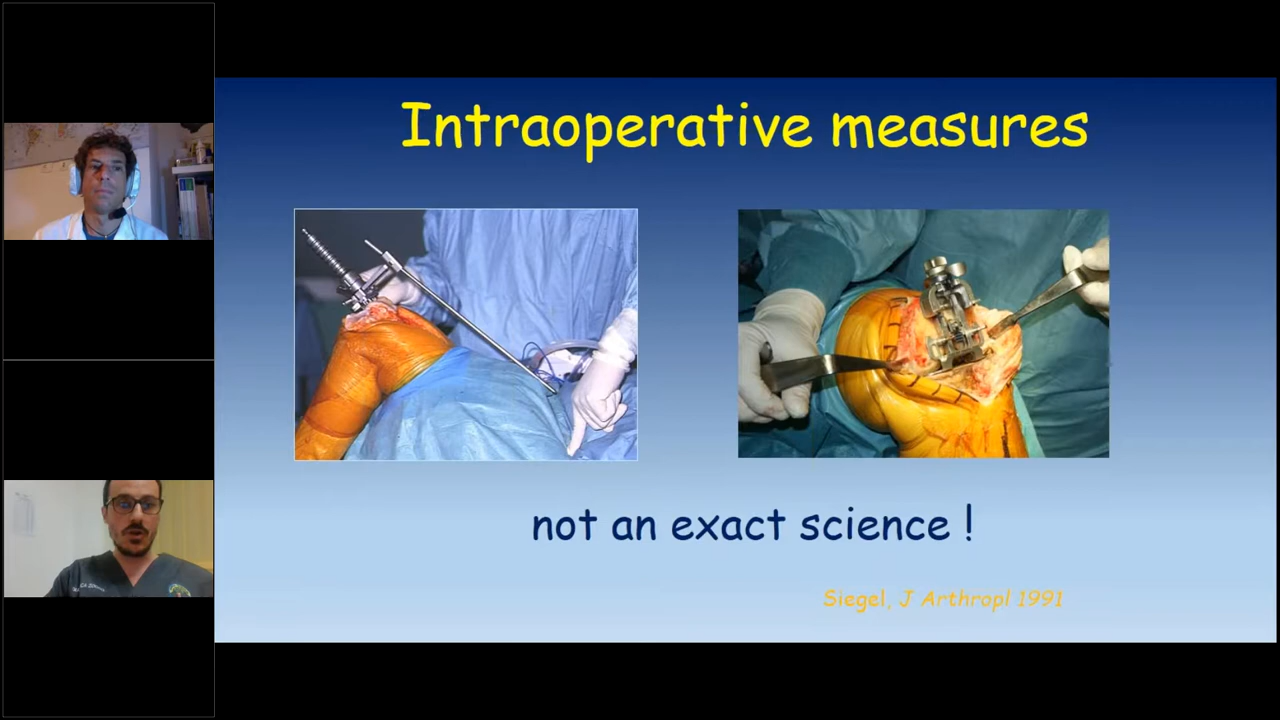 Intraoperative measures
not an exact science !
Siegel, J Arthropl 1991